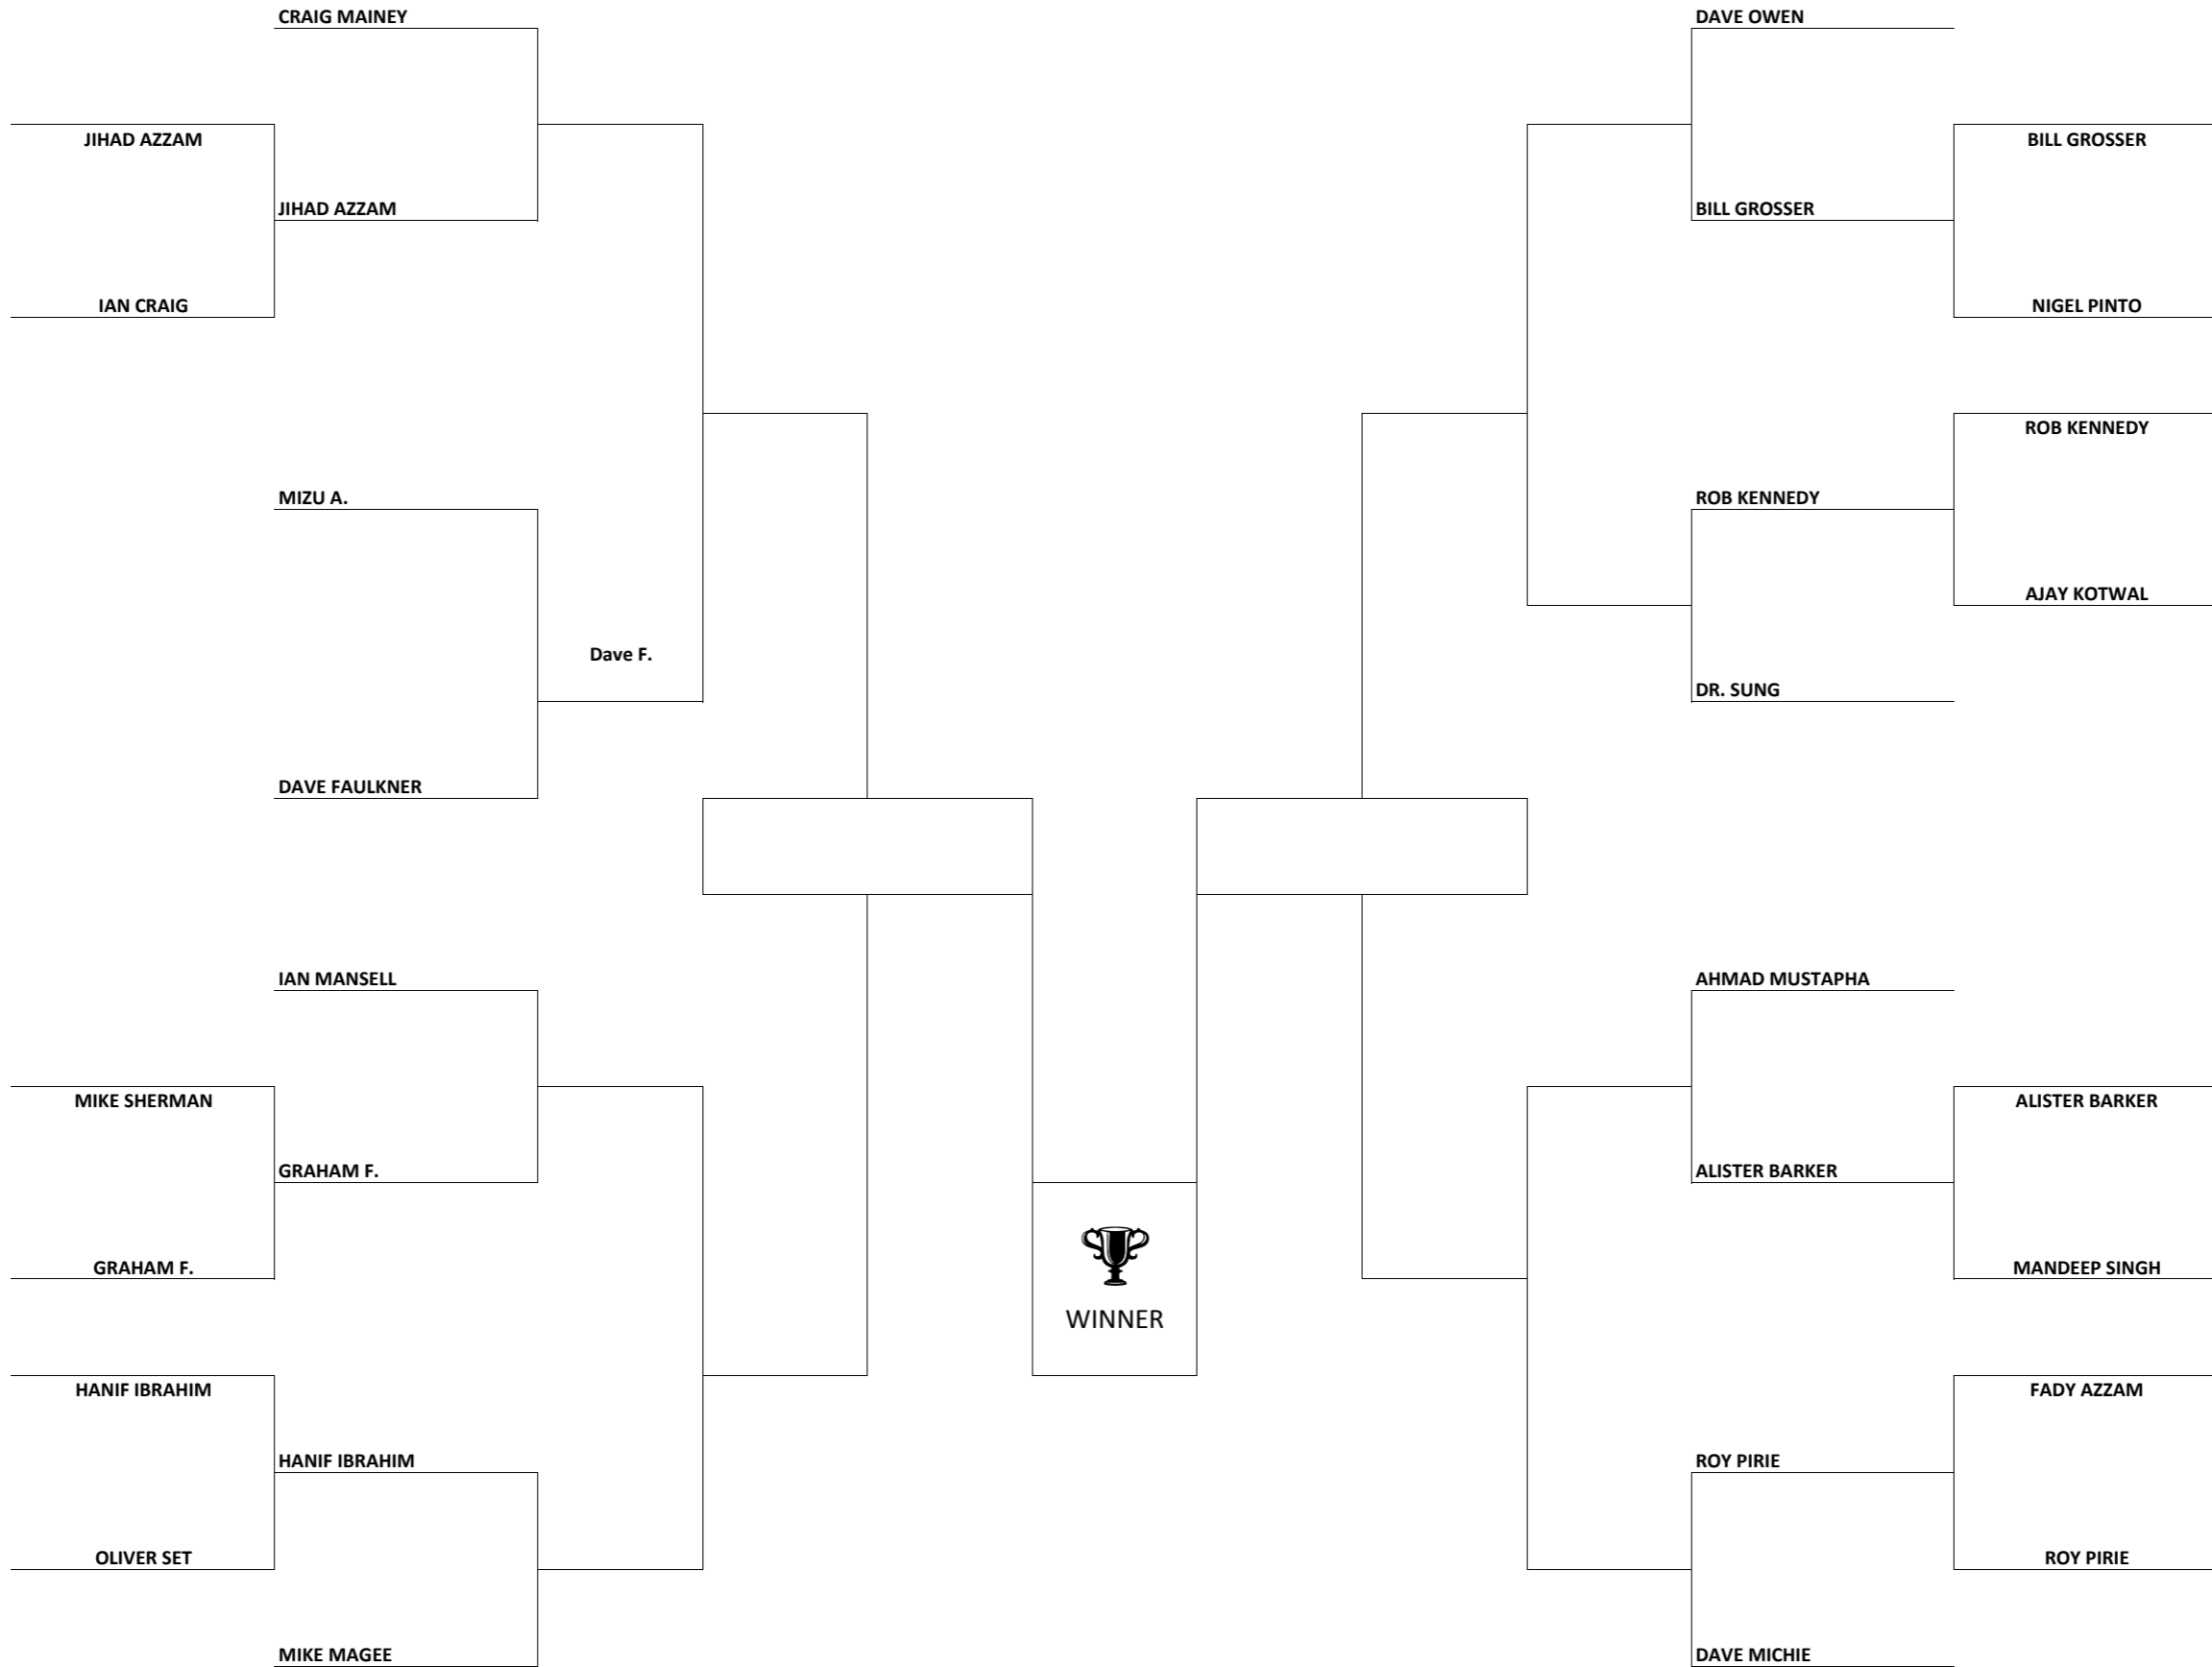 CRAIG MAINEY
DAVE OWEN
JIHAD AZZAM
BILL GROSSER
JIHAD AZZAM
BILL GROSSER
IAN CRAIG
NIGEL PINTO
ROB KENNEDY
MIZU A.
ROB KENNEDY
AJAY KOTWAL
Dave F.
DR. SUNG
DAVE FAULKNER
IAN MANSELL
AHMAD MUSTAPHA
MIKE SHERMAN
ALISTER BARKER
GRAHAM F.
ALISTER BARKER
GRAHAM F.
MANDEEP SINGH
WINNER
HANIF IBRAHIM
FADY AZZAM
HANIF IBRAHIM
ROY PIRIE
OLIVER SET
ROY PIRIE
MIKE MAGEE
DAVE MICHIE